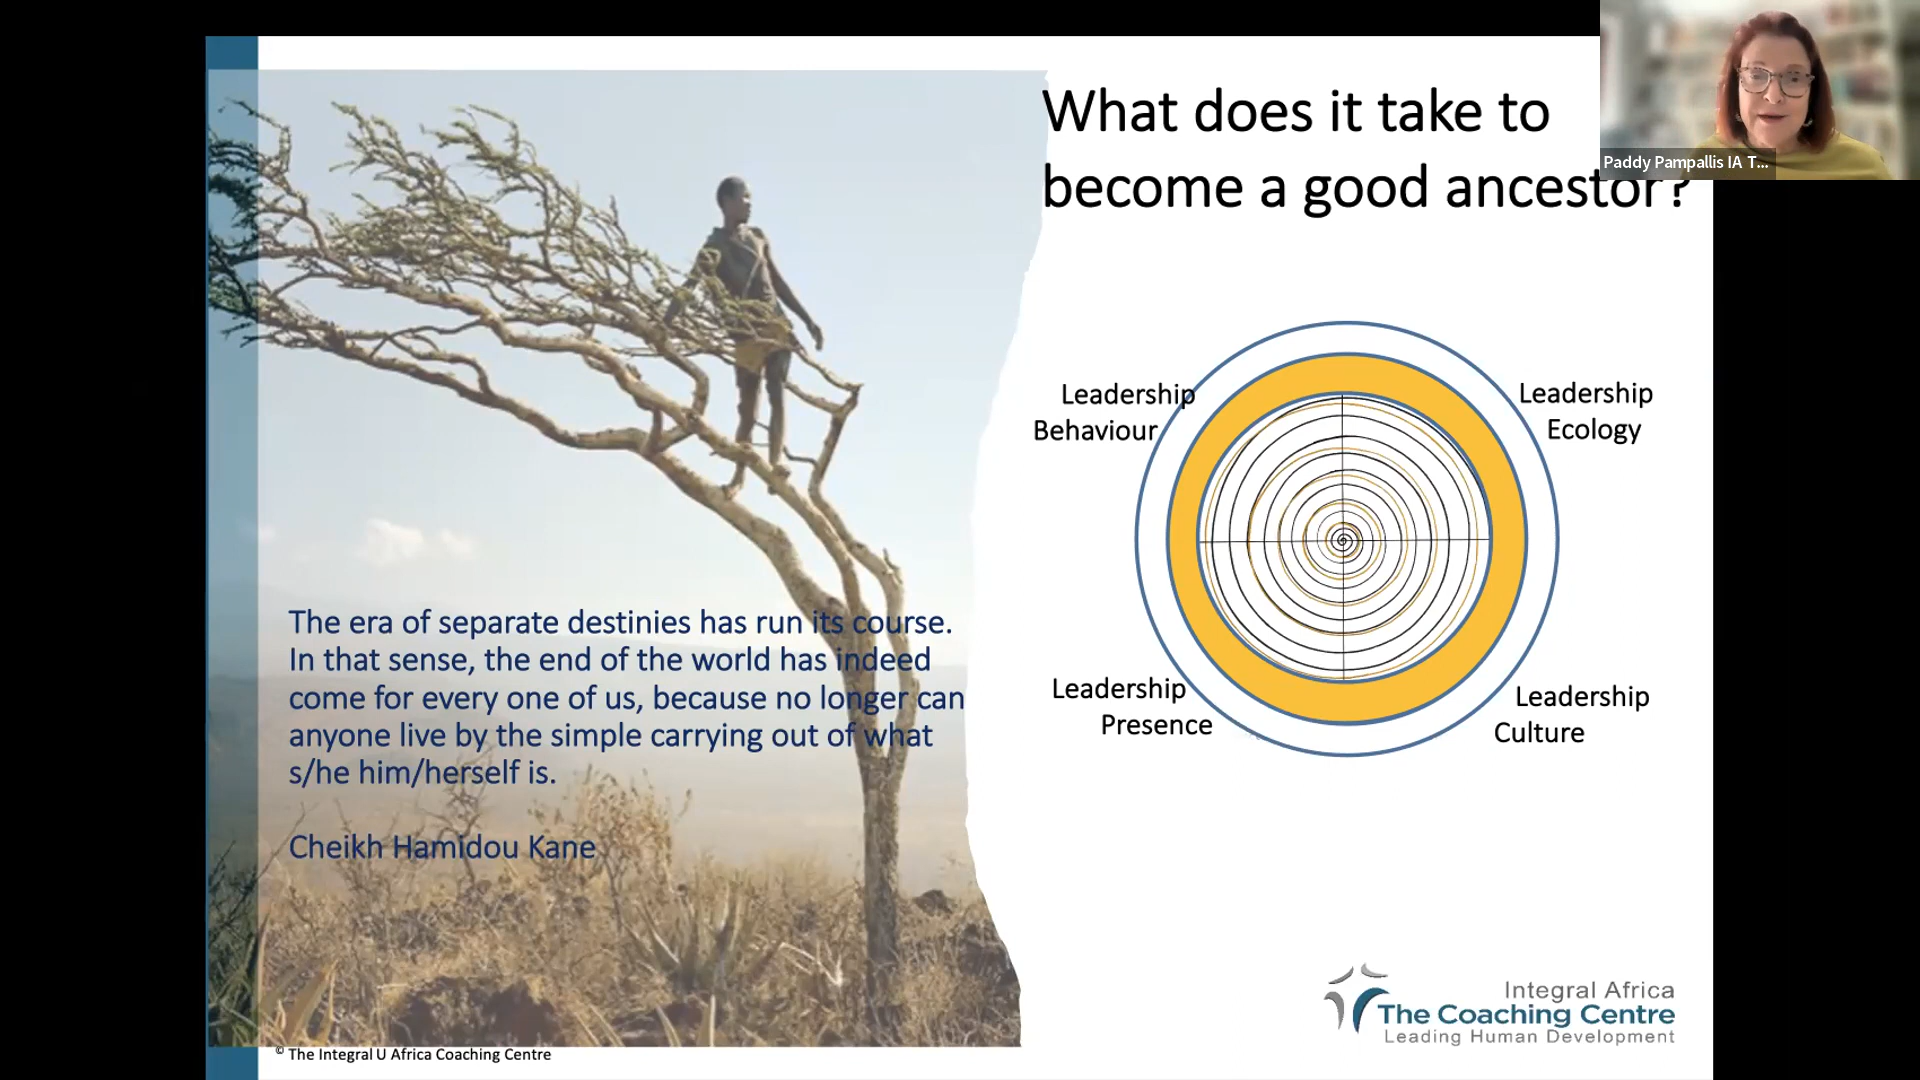 What does it take to
become a good ancestor?
Paddy Pampallis IA T...
Leadership
Behaviour
Leadership
Ecology
Leadership
Presence
Leadership
Culture
The era of separate destinies has run its course.
In that sense, the end of the world has indeed
come for every one of us, because no longer can
anyone live by the simple carrying out of what
s/he him/herself is.
Cheikh Hamidou Kane
Integral Africa
The Coaching Centre
Leading Human Development
© The Integral U Africa Coaching Centre